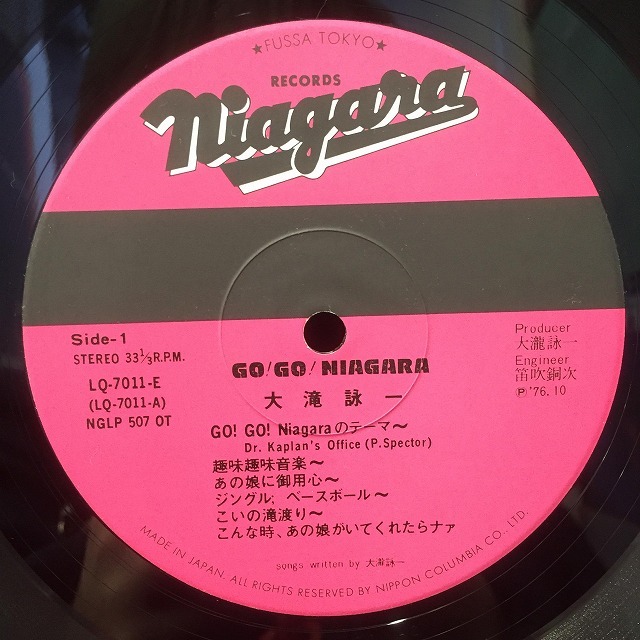 ★FUSSA TOKYO★
RECORDS
Niagara
Side-1
STEREO 33 1/3 R.P.M.
LQ-7011-E
(LQ-7011-A)
NGLP 507 OT
Producer
大瀧詠一
Engineer
笛吹銅次
Ⓟ'76.10
GO! GO! NIAGARA
大滝詠一
GO! GO! Niagaraのテーマ〜
Dr. Kaplan's Office (P.Spector)
趣味趣味音楽〜
あの娘に御用心〜
ジングル; ベースボール〜
こいの滝渡り〜
こんな時、あの娘がいてくれたらナァ
songs written by 大瀧詠一
MADE IN JAPAN. ALL RIGHTS RESERVED BY NIPPON COLUMBIA CO., LTD.